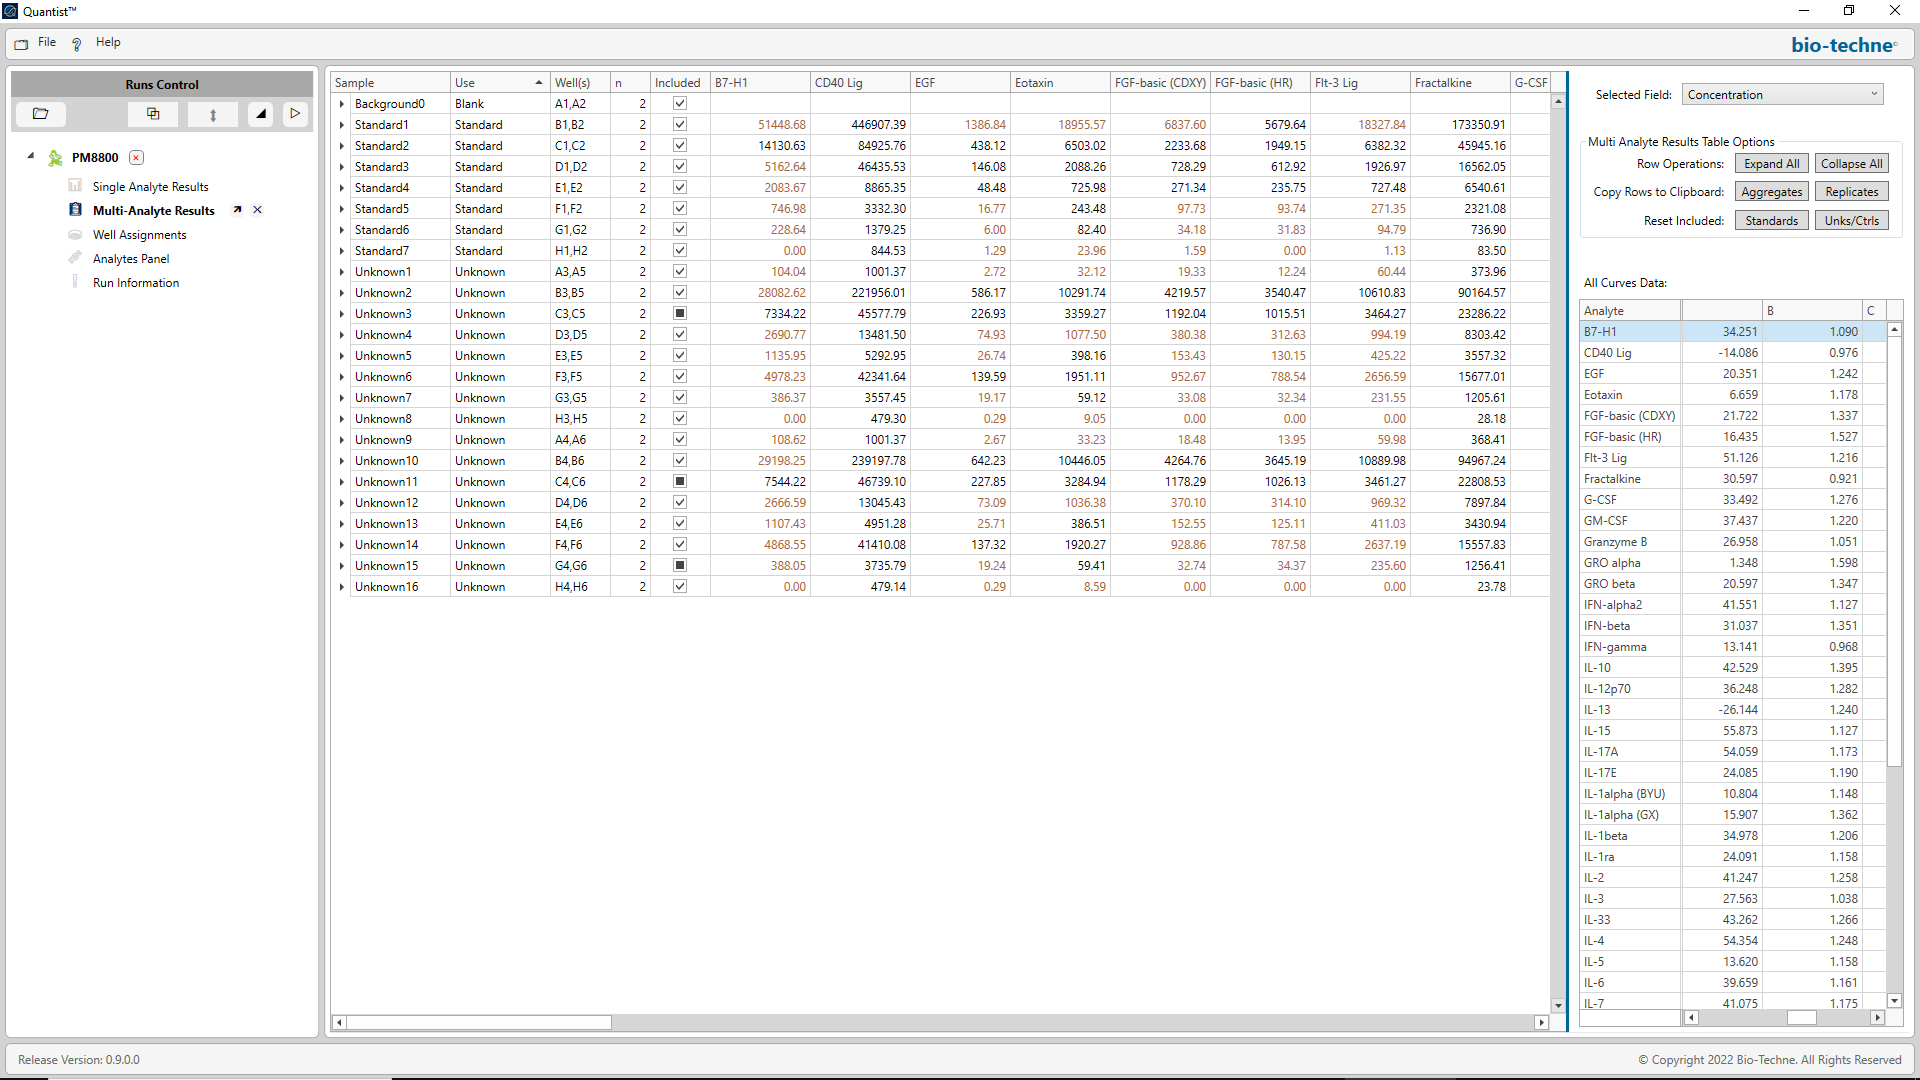 Quantist™
File Help
bio-techne®
Runs Control
PM8800
Single Analyte Results
Multi-Analyte Results
Well Assignments
Analytes Panel
Run Information
Sample Use Well(s) n Included B7-H1 CD40 Lig EGF Eotaxin FGF-basic (CDXY) FGF-basic (HR) Flt-3 Lig Fractalkine G-CSF
Background0 Blank A1,A2 2
Standard1 Standard B1,B2 2 51448.68 446907.39 1386.84 18955.57 6837.60 5679.64 18327.84 173350.91
Standard2 Standard C1,C2 2 14130.63 84925.76 438.12 6503.02 2233.68 1949.15 6382.32 45945.16
Standard3 Standard D1,D2 2 5162.64 46435.53 146.08 2088.26 728.29 612.92 1926.97 16562.05
Standard4 Standard E1,E2 2 2083.67 8865.35 48.48 725.98 271.34 235.75 727.48 6540.61
Standard5 Standard F1,F2 2 746.98 3332.30 16.77 243.48 97.73 93.74 271.35 2321.08
Standard6 Standard G1,G2 2 228.64 1379.25 6.00 82.40 34.18 31.83 94.79 736.90
Standard7 Standard H1,H2 2 0.00 844.53 1.29 23.96 1.59 0.00 1.13 83.50
Unknown1 Unknown A3,A5 2 104.04 1001.37 2.72 32.12 19.33 12.24 60.44 373.96
Unknown2 Unknown B3,B5 2 28082.62 221956.01 586.17 10291.74 4219.57 3540.47 10610.83 90164.57
Unknown3 Unknown C3,C5 2 7334.22 45577.79 226.93 3359.27 1192.04 1015.51 3464.27 23286.22
Unknown4 Unknown D3,D5 2 2690.77 13481.50 74.93 1077.50 380.38 312.63 994.19 8303.42
Unknown5 Unknown E3,E5 2 1135.95 5292.95 26.74 398.16 153.43 130.15 425.22 3557.32
Unknown6 Unknown F3,F5 2 4978.23 42341.64 139.59 1951.11 952.67 788.54 2656.59 15677.01
Unknown7 Unknown G3,G5 2 386.37 3557.45 19.17 59.12 33.08 32.34 231.55 1205.61
Unknown8 Unknown H3,H5 2 0.00 479.30 0.29 9.05 0.00 0.00 0.00 28.18
Unknown9 Unknown A4,A6 2 108.62 1001.37 2.67 33.23 18.48 13.95 59.98 368.41
Unknown10 Unknown B4,B6 2 29198.25 239197.78 642.23 10446.05 4264.76 3645.19 10889.98 94967.24
Unknown11 Unknown C4,C6 2 7544.22 46739.10 227.85 3284.94 1178.29 1026.13 3461.27 22808.53
Unknown12 Unknown D4,D6 2 2666.59 13045.43 73.09 1036.38 370.10 314.10 969.32 7897.84
Unknown13 Unknown E4,E6 2 1107.43 4951.28 25.71 386.51 152.55 125.11 411.03 3430.94
Unknown14 Unknown F4,F6 2 4868.55 41410.08 137.32 1920.27 928.86 787.58 2637.19 15557.83
Unknown15 Unknown G4,G6 2 388.05 3735.79 19.24 59.41 32.74 34.37 235.60 1256.41
Unknown16 Unknown H4,H6 2 0.00 479.14 0.29 8.59 0.00 0.00 0.00 23.78
Selected Field: Concentration
Multi Analyte Results Table Options
Row Operations: Expand All Collapse All
Copy Rows to Clipboard: Aggregates Replicates
Reset Included: Standards Unks/Ctrls
All Curves Data:
Analyte B C
B7-H1 34.251 1.090
CD40 Lig -14.086 0.976
EGF 20.351 1.242
Eotaxin 6.659 1.178
FGF-basic (CDXY) 21.722 1.337
FGF-basic (HR) 16.435 1.527
Flt-3 Lig 51.126 1.216
Fractalkine 30.597 0.921
G-CSF 33.492 1.276
GM-CSF 37.437 1.220
Granzyme B 26.958 1.051
GRO alpha 1.348 1.598
GRO beta 20.597 1.347
IFN-alpha2 41.551 1.127
IFN-beta 31.037 1.351
IFN-gamma 13.141 0.968
IL-10 42.529 1.395
IL-12p70 36.248 1.282
IL-13 -26.144 1.240
IL-15 55.873 1.127
IL-17A 54.059 1.173
IL-17E 24.085 1.190
IL-1alpha (BYU) 10.804 1.148
IL-1alpha (GX) 15.907 1.362
IL-1beta 34.978 1.206
IL-1ra 24.091 1.158
IL-2 41.247 1.258
IL-3 27.563 1.038
IL-33 43.262 1.266
IL-4 54.354 1.248
IL-5 13.620 1.158
IL-6 39.659 1.161
IL-7 41.075 1.175
Release Version: 0.9.0.0
© Copyright 2022 Bio-Techne. All Rights Reserved